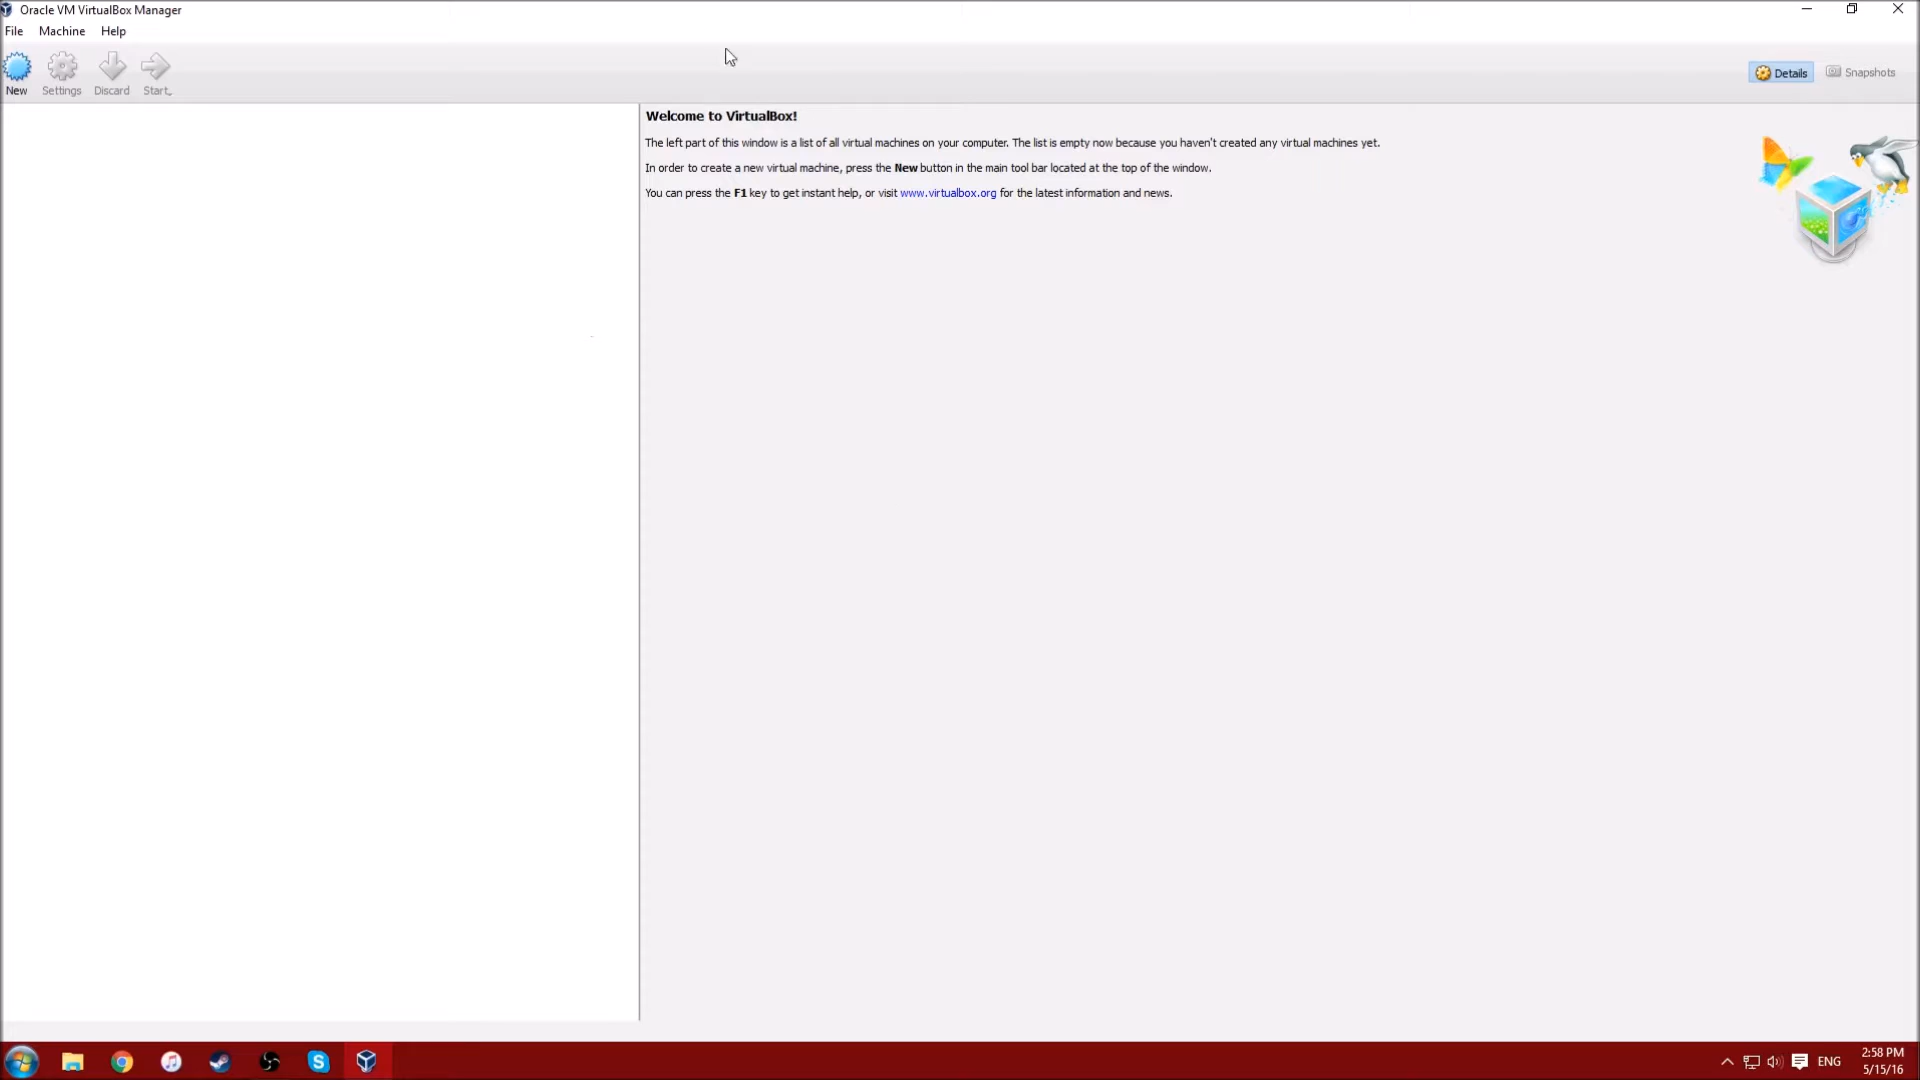 Oracle VM VirtualBox Manager
File Machine Help
New Settings Discard Start
Details Snapshots
Welcome to VirtualBox!
The left part of this window is a list of all virtual machines on your computer. The list is empty now because you haven't created any virtual machines yet.
In order to create a new virtual machine, press the New button in the main tool bar located at the top of the window.
You can press the F1 key to get instant help, or visit www.virtualbox.org for the latest information and news.
ENG
2:58 PM
5/15/16